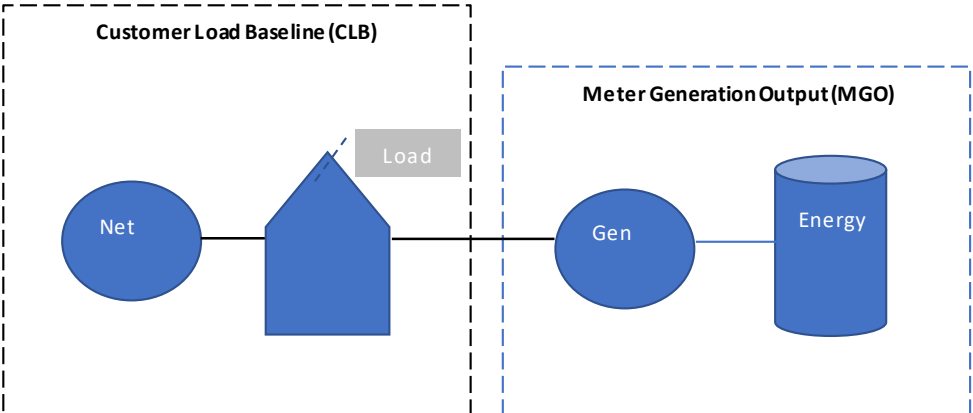 Customer Load Baseline (CLB)
Meter Generation Output (MGO)
Load
Net
Gen
Energy